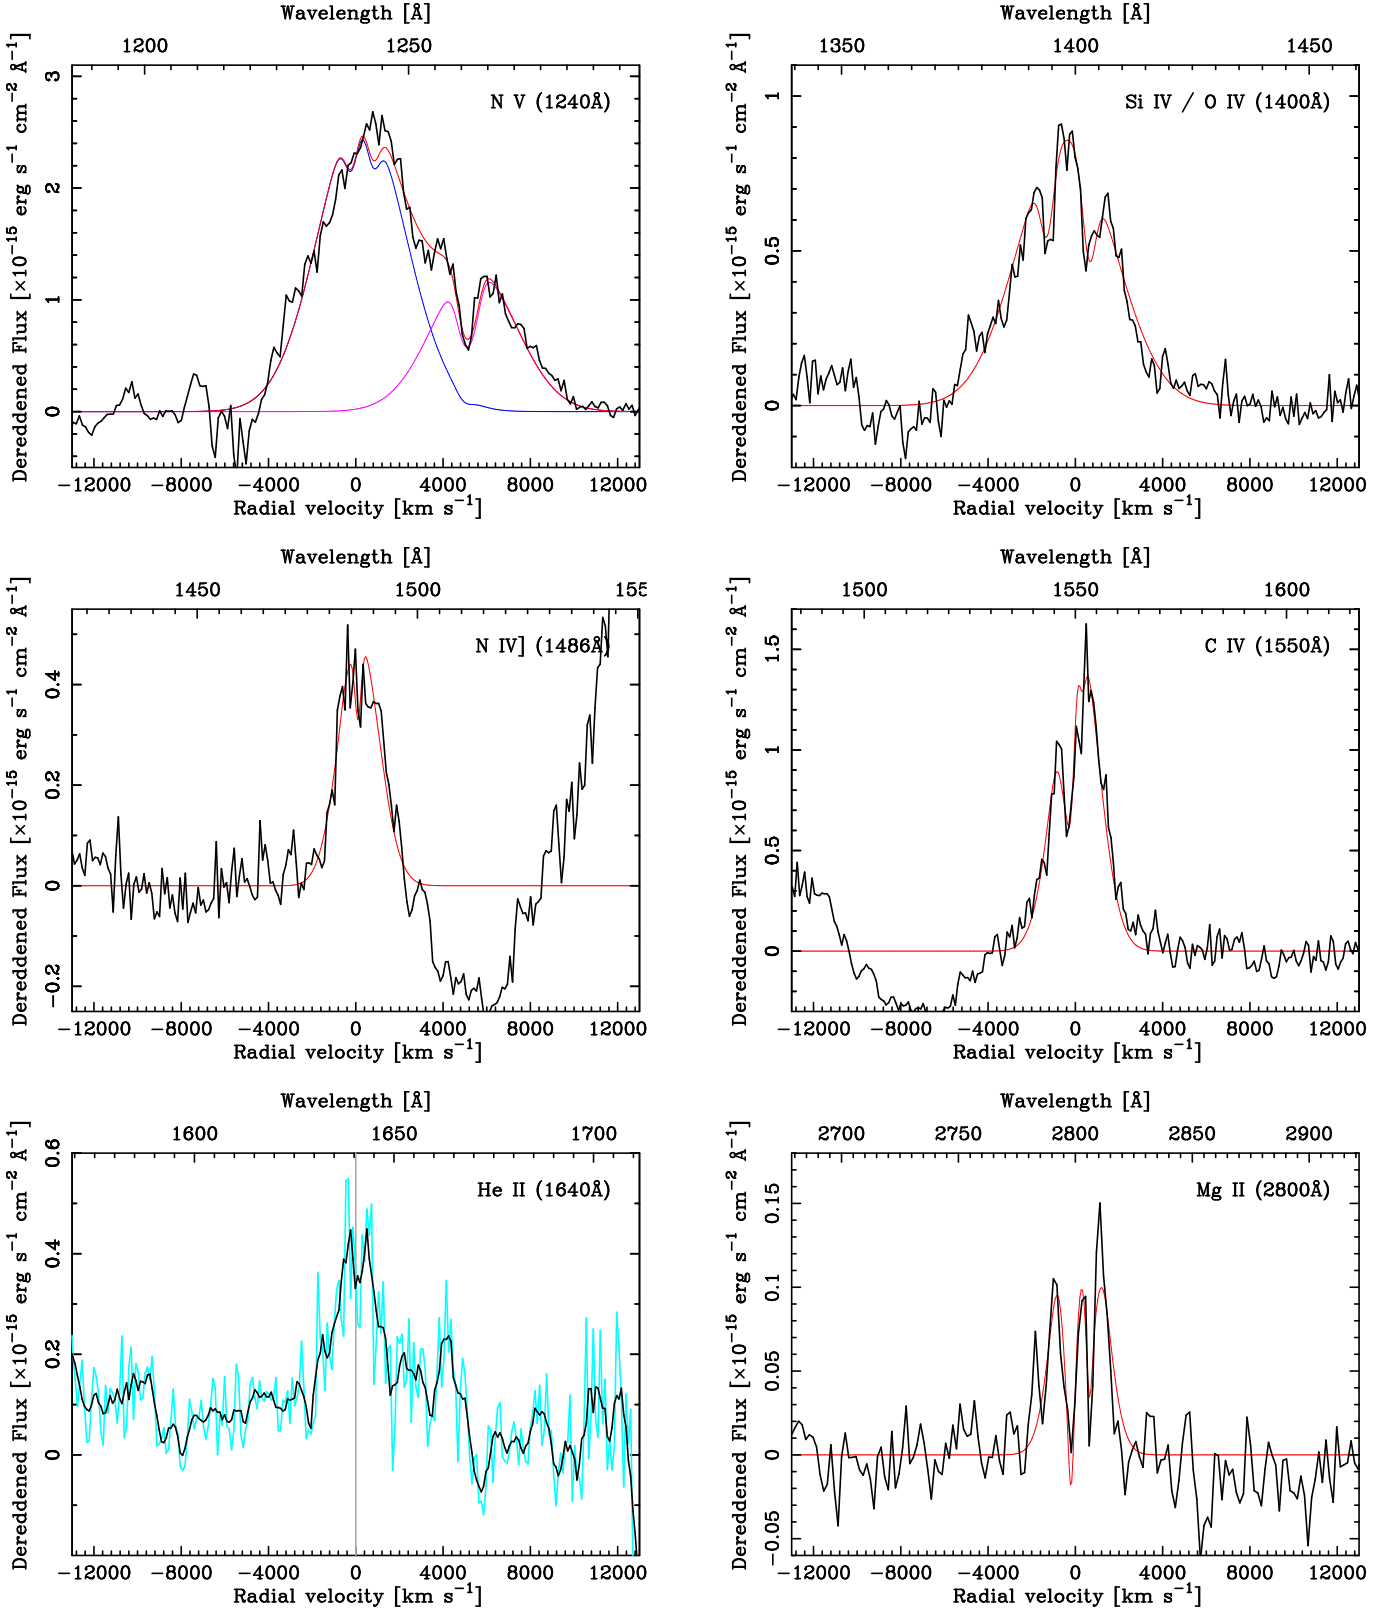 Wavelength [Å]
1200 1250
N V (1240Å)
Dereddened Flux [×10−15 erg s−1 cm−2 Å−1]
0 1 2 3
−12000 −8000 −4000 0 4000 8000 12000
Radial velocity [km s−1]
Wavelength [Å]
1350 1400 1450
Si IV / O IV (1400Å)
Dereddened Flux [×10−15 erg s−1 cm−2 Å−1]
0 0.5 1
−12000 −8000 −4000 0 4000 8000 12000
Radial velocity [km s−1]
Wavelength [Å]
1450 1500 155
N IV] (1486Å)
Dereddened Flux [×10−15 erg s−1 cm−2 Å−1]
−0.2 0 0.2 0.4
−12000 −8000 −4000 0 4000 8000 12000
Radial velocity [km s−1]
Wavelength [Å]
1500 1550 1600
C IV (1550Å)
Dereddened Flux [×10−15 erg s−1 cm−2 Å−1]
0 0.5 1 1.5
−12000 −8000 −4000 0 4000 8000 12000
Radial velocity [km s−1]
Wavelength [Å]
1600 1650 1700
He II (1640Å)
Dereddened Flux [×10−15 erg s−1 cm−2 Å−1]
0 0.2 0.4 0.6
−12000 −8000 −4000 0 4000 8000 12000
Radial velocity [km s−1]
Wavelength [Å]
2700 2750 2800 2850 2900
Mg II (2800Å)
Dereddened Flux [×10−15 erg s−1 cm−2 Å−1]
−0.05 0 0.05 0.1 0.15
−12000 −8000 −4000 0 4000 8000 12000
Radial velocity [km s−1]